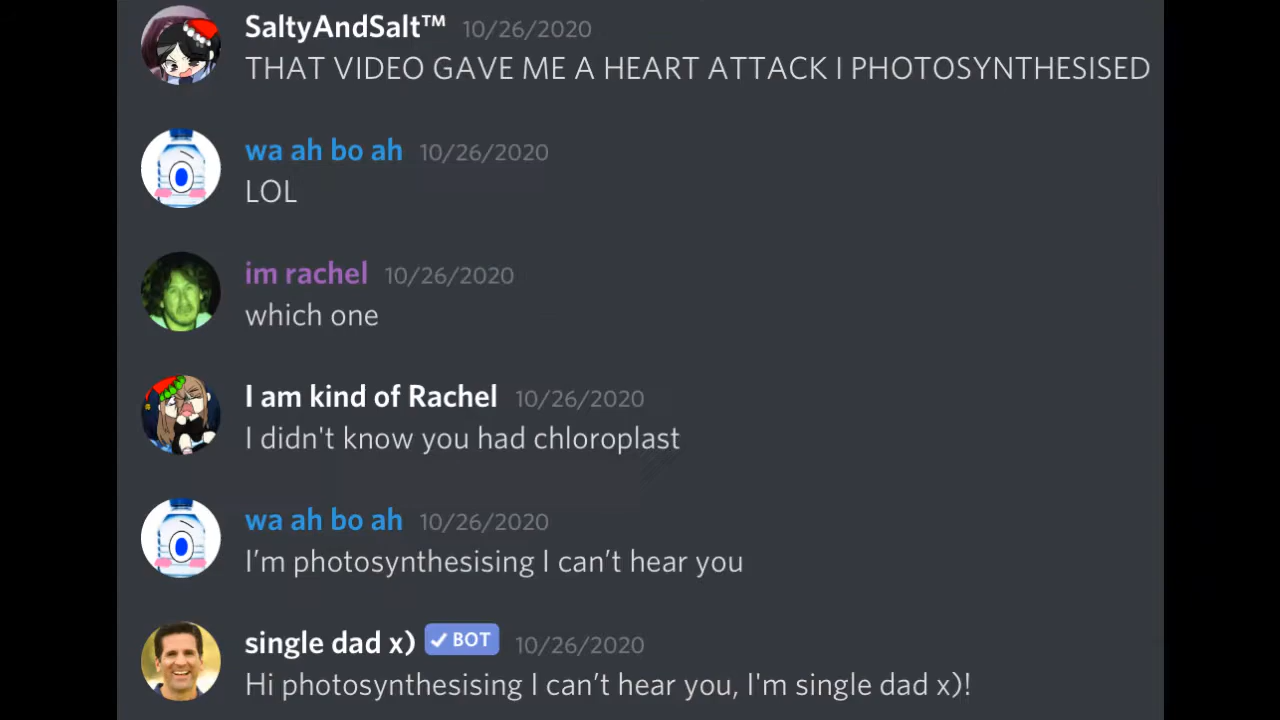 SaltyAndSalt™ 10/26/2020
THAT VIDEO GAVE ME A HEART ATTACK I PHOTOSYNTHESISED
wa ah bo ah 10/26/2020
LOL
im rachel 10/26/2020
which one
I am kind of Rachel 10/26/2020
I didn't know you had chloroplast
wa ah bo ah 10/26/2020
I’m photosynthesising I can’t hear you
single dad x) BOT 10/26/2020
Hi photosynthesising I can’t hear you, I'm single dad x)!